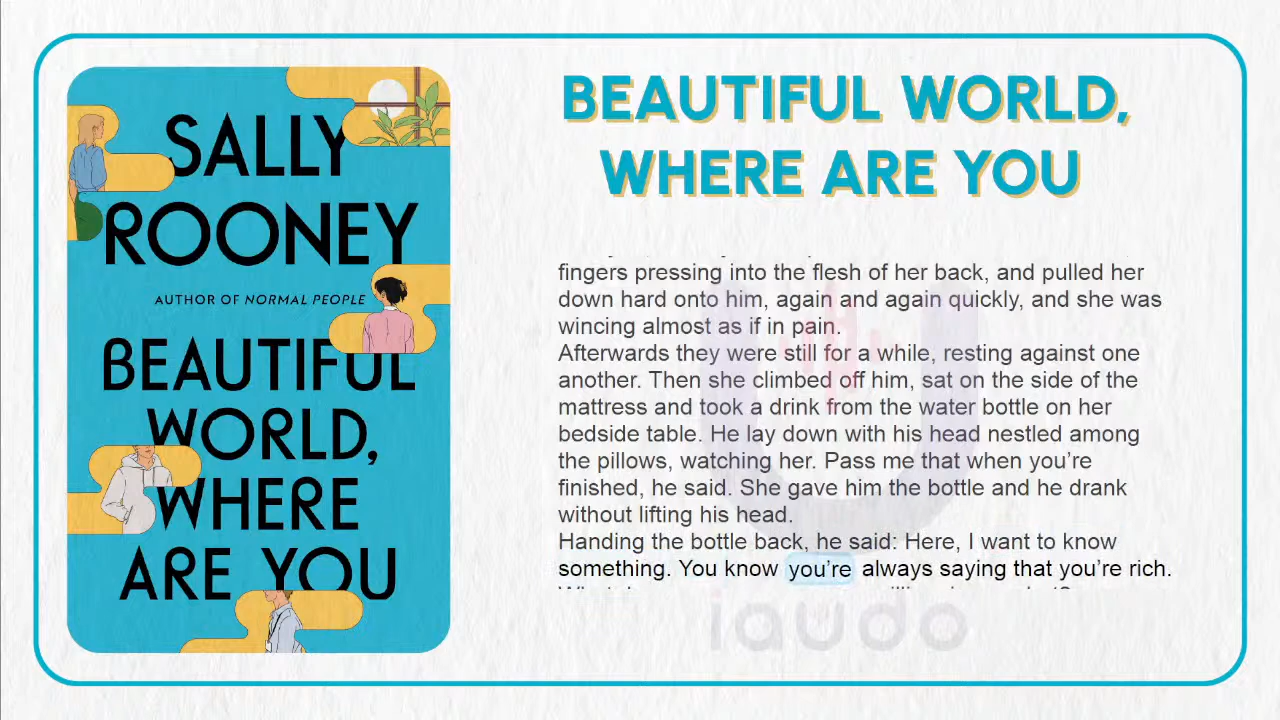 SALLY
ROONEY
AUTHOR OF NORMAL PEOPLE
BEAUTIFUL
WORLD,
WHERE
ARE YOU
BEAUTIFUL WORLD,
WHERE ARE YOU
fingers pressing into the flesh of her back, and pulled her
down hard onto him, again and again quickly, and she was
wincing almost as if in pain.
Afterwards they were still for a while, resting against one
another. Then she climbed off him, sat on the side of the
mattress and took a drink from the water bottle on her
bedside table. He lay down with his head nestled among
the pillows, watching her. Pass me that when you’re
finished, he said. She gave him the bottle and he drank
without lifting his head.
Handing the bottle back, he said: Here, I want to know
something. You know you’re always saying that you’re rich.
iaudo